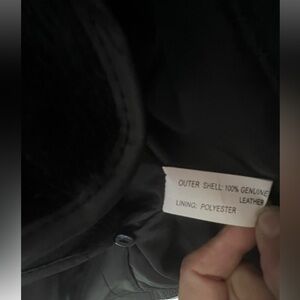 OUTER SHELL; 100% GENUINE
LEATHER
LINING; POLYESTER